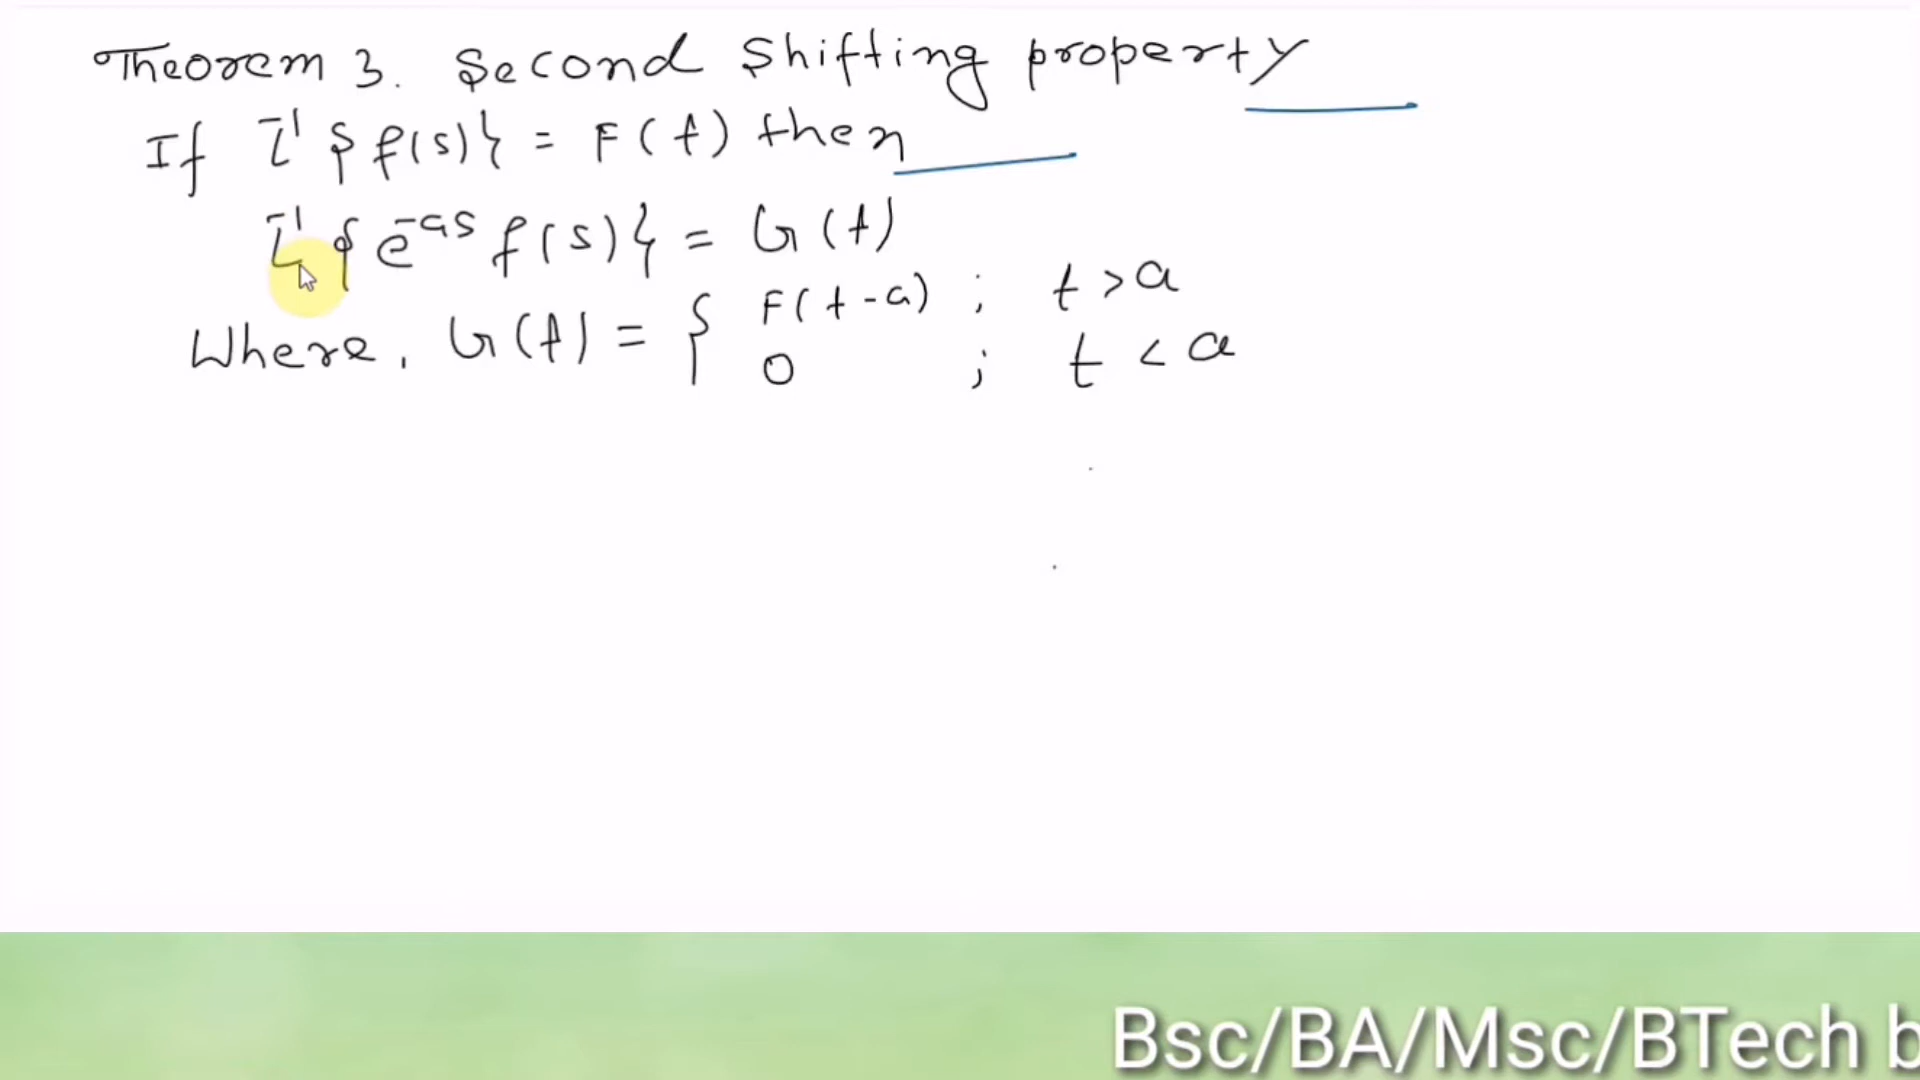 Theorem 3. Second Shifting property
If L⁻¹{f(s)} = F(t) then
L⁻¹{e⁻ᵃˢ f(s)} = G(t)
Where, G(t) = { F(t-a) ; t > a
0 ; t < a
Bsc/BA/Msc/BTech b